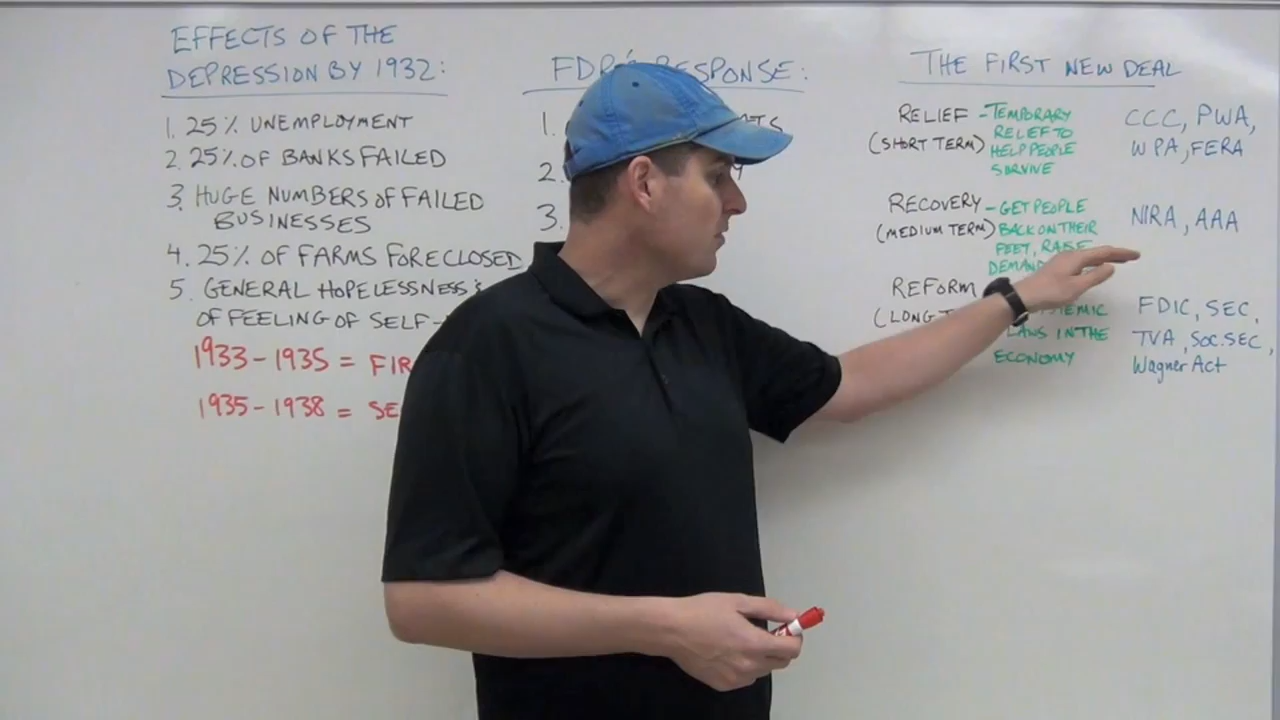 EFFECTS OF THE
DEPRESSION BY 1932:
1. 25% UNEMPLOYMENT
2. 25% OF BANKS FAILED
3. HUGE NUMBERS OF FAILED
BUSINESSES
4. 25% OF FARMS FORECLOSED
5. GENERAL HOPELESSNESS &
OF FEELING OF SELF-
1933-1935 =
1935-1938 =
RESPONSE:
1.
2.
3.
THE FIRST NEW DEAL
RELIEF - TEMPORARY
(SHORT TERM) RELIEF TO
HELP PEOPLE
SURVIVE
CCC, PWA,
WPA, FERA
RECOVERY - GET PEOPLE
(MEDIUM TERM) BACK ON THEIR
FEET, RAISE
NIRA, AAA
REFORM
LAWS IN THE
ECONOMY
FDIC, SEC,
TVA, SOC. SEC,
Wagner Act